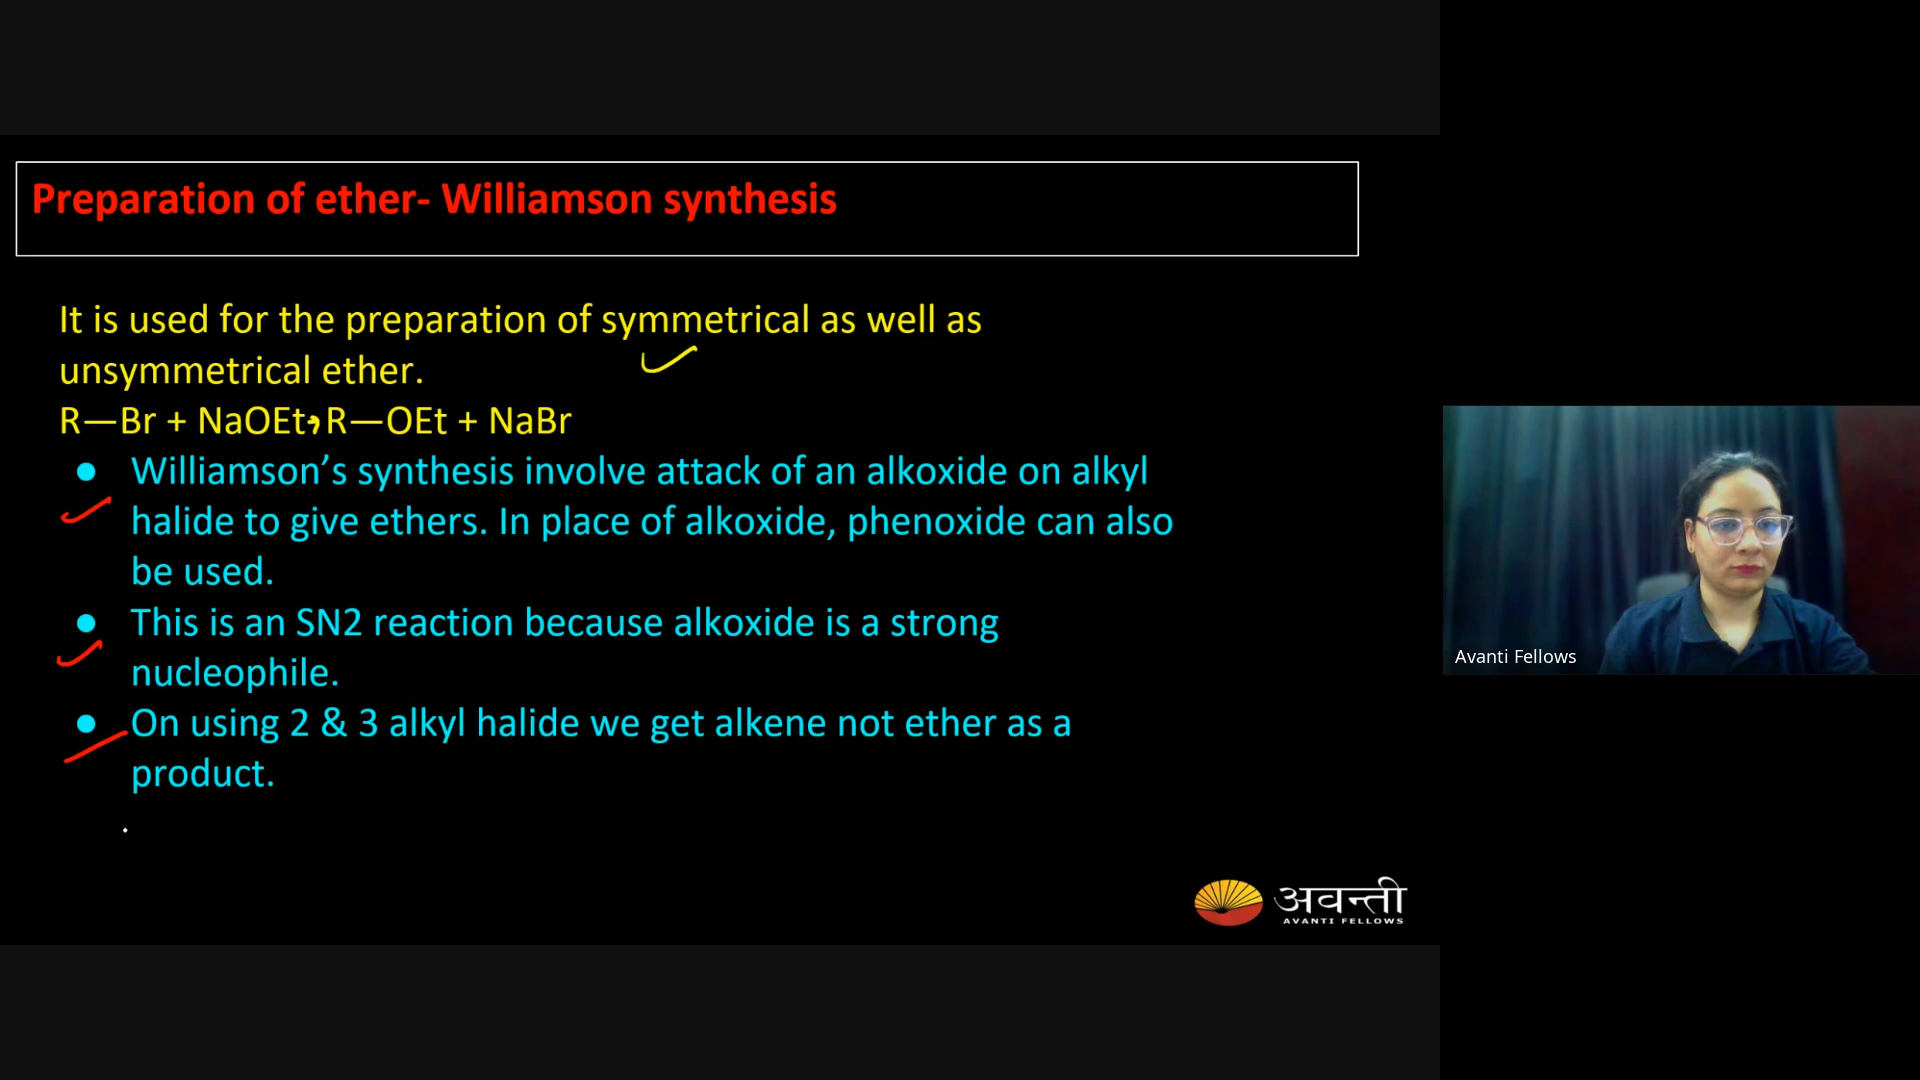 Preparation of ether- Williamson synthesis
It is used for the preparation of symmetrical as well as
unsymmetrical ether.
R—Br + NaOEt→R—OEt + NaBr
● Williamson’s synthesis involve attack of an alkoxide on alkyl
halide to give ethers. In place of alkoxide, phenoxide can also
be used.
● This is an SN2 reaction because alkoxide is a strong
nucleophile.
● On using 2 & 3 alkyl halide we get alkene not ether as a
product.
Avanti Fellows
अवन्ती
AVANTI FELLOWS